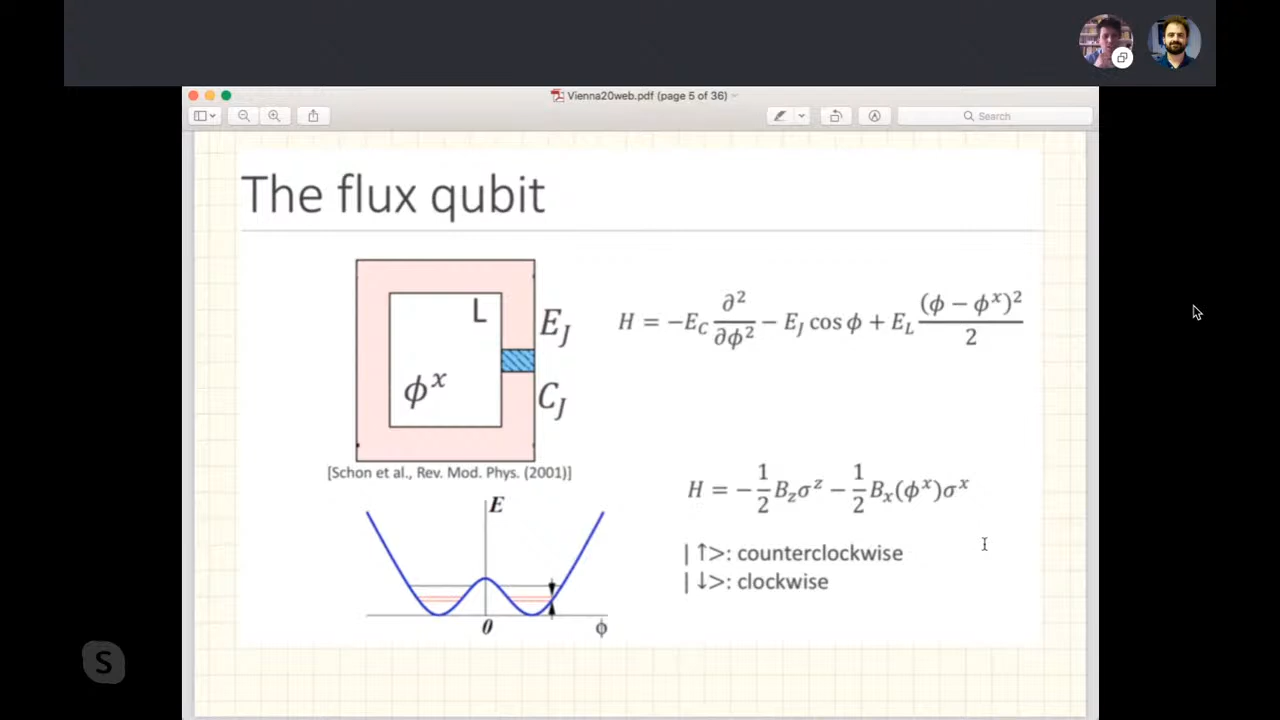 Vienna20web.pdf (page 5 of 36)
Search
The flux qubit
L
E_J
ϕ^x
C_J
[Schon et al., Rev. Mod. Phys. (2001)]
H = −E_C ∂²/∂ϕ² − E_J cos ϕ + E_L (ϕ − ϕ^x)²/2
H = −1/2 B_z σ^z − 1/2 B_x(ϕ^x)σ^x
|↑>: counterclockwise
|↓>: clockwise
E
0
ϕ
S